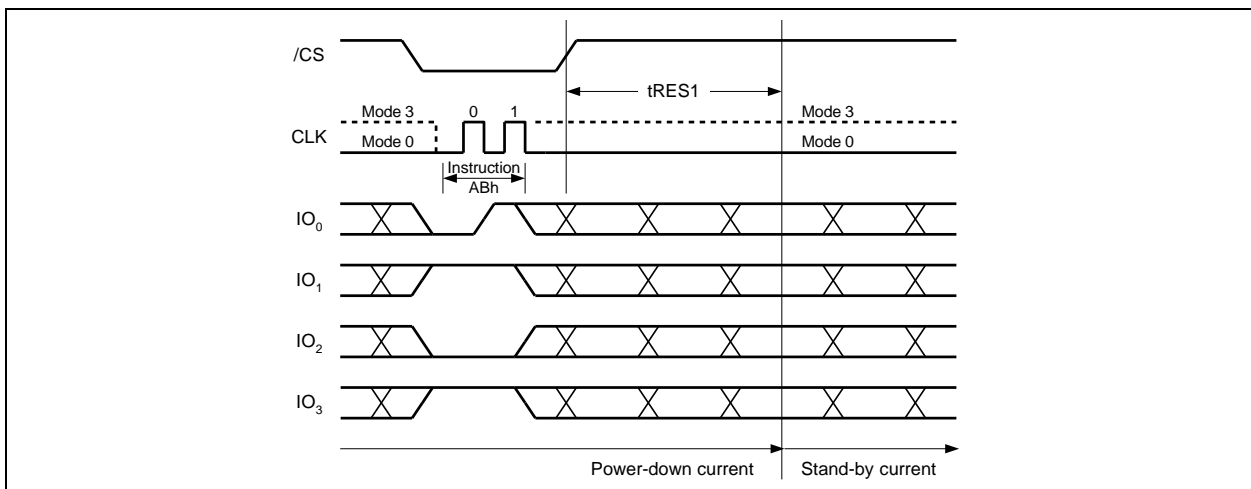 /CS
tRES1
Mode 3 0 1 Mode 3
CLK
Mode 0 Mode 0
Instruction
ABh
IO0
IO1
IO2
IO3
Power-down current Stand-by current